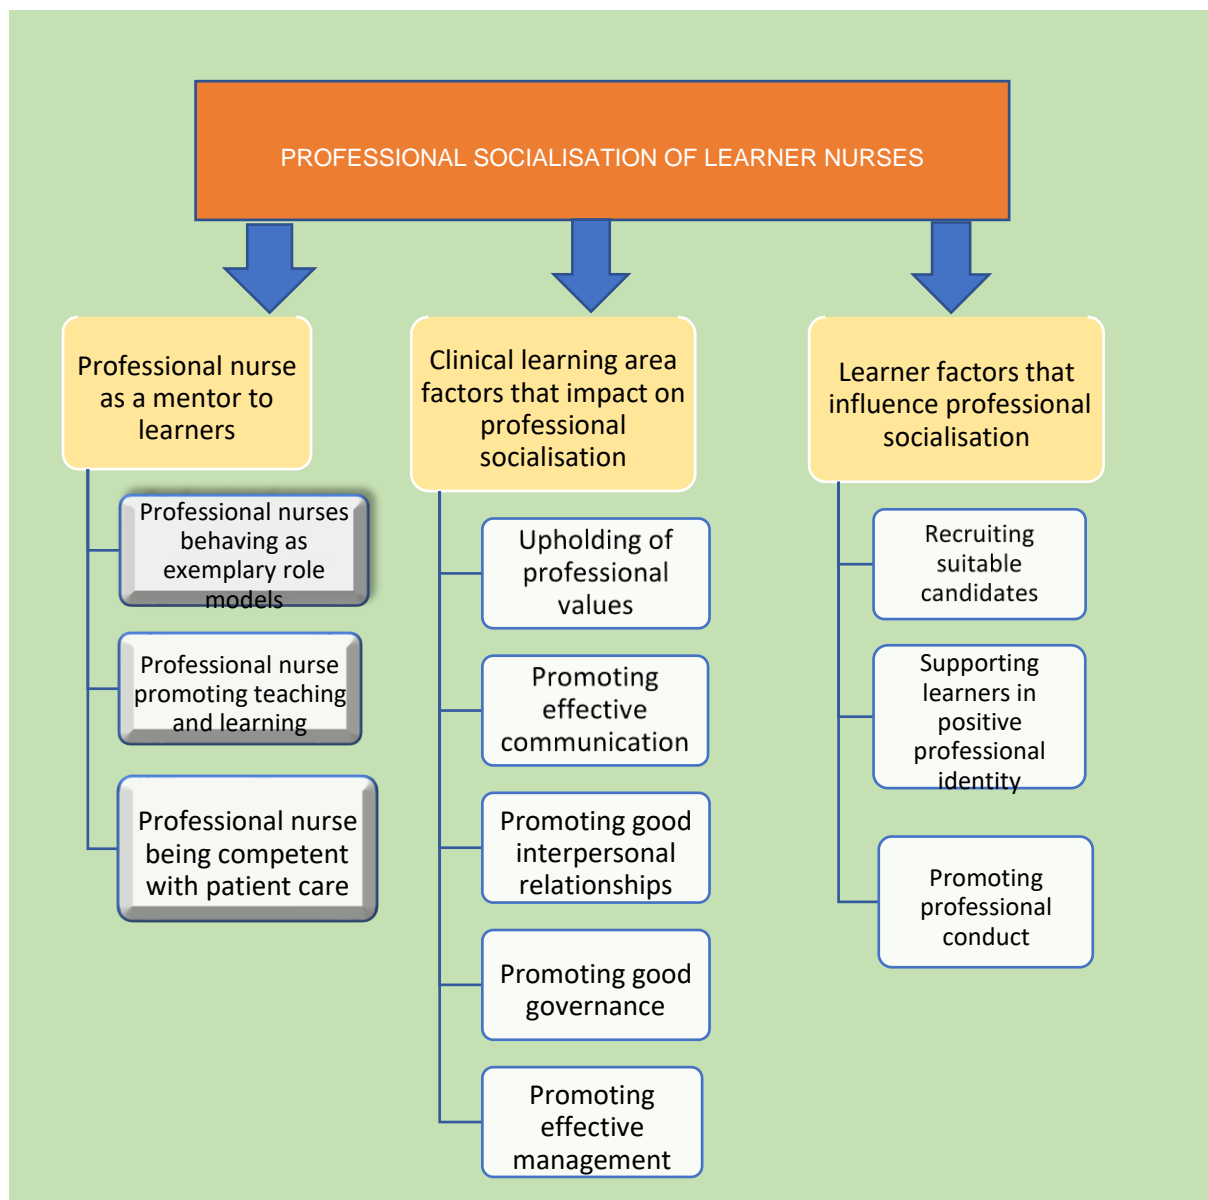 PROFESSIONAL SOCIALISATION OF LEARNER NURSES
Professional nurse
as a mentor to
learners
Professional nurses
behaving as
exemplary role
models
Professional nurse
promoting teaching
and learning
Professional nurse
being competent
with patient care
Clinical learning area
factors that impact on
professional
socialisation
Upholding of
professional
values
Promoting
effective
communication
Promoting good
interpersonal
relationships
Promoting good
governance
Promoting
effective
management
Learner factors that
influence professional
socialisation
Recruiting
suitable
candidates
Supporting
learners in
positive
professional
identity
Promoting
professional
conduct